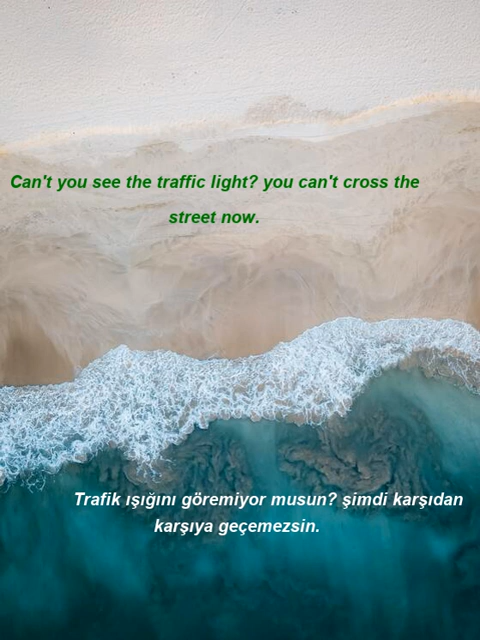 Can't you see the traffic light? you can't cross the
street now.
Trafik ışığını göremiyor musun? şimdi karşıdan
karşıya geçemezsin.